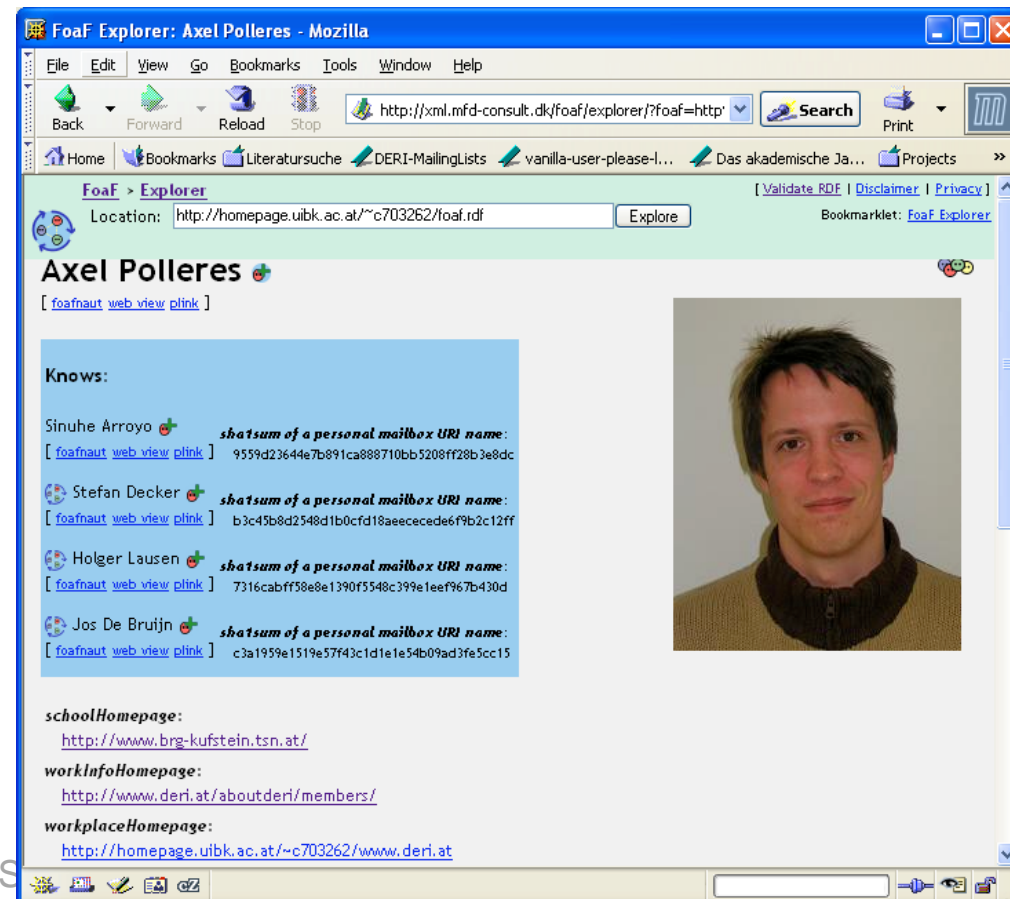 FoaF Explorer: Axel Polleres - Mozilla
File Edit View Go Bookmarks Tools Window Help
Back Forward Reload Stop http://xml.mfd-consult.dk/foaf/explorer/?foaf=http' Search Print
Home Bookmarks Literatursuche DERI-MailingLists vanilla-user-please-l... Das akademische Ja... Projects »
FoaF > Explorer [ Validate RDF | Disclaimer | Privacy ]
Location: http://homepage.uibk.ac.at/~c703262/foaf.rdf Explore Bookmarklet: FoaF Explorer
Axel Polleres
[ foafnaut web view plink ]
Knows:
Sinuhe Arroyo sha1sum of a personal mailbox URI name:
[ foafnaut web view plink ] 9559d23644e7b891ca888710bb5208ff28b3e8dc
Stefan Decker sha1sum of a personal mailbox URI name:
[ foafnaut web view plink ] b3c45b8d2548d1b0cfd18aeececede6f9b2c12ff
Holger Lausen sha1sum of a personal mailbox URI name:
[ foafnaut web view plink ] 7316cabff58e8e1390f5548c399e1eef967b430d
Jos De Bruijn sha1sum of a personal mailbox URI name:
[ foafnaut web view plink ] c3a1959e1519e57f43c1d1e1e54b09ad3fe5cc15
schoolHomepage:
http://www.brg-kufstein.tsn.at/
workInfoHomepage:
http://www.deri.at/aboutderi/members/
workplaceHomepage:
http://homepage.uibk.ac.at/~c703262/www.deri.at